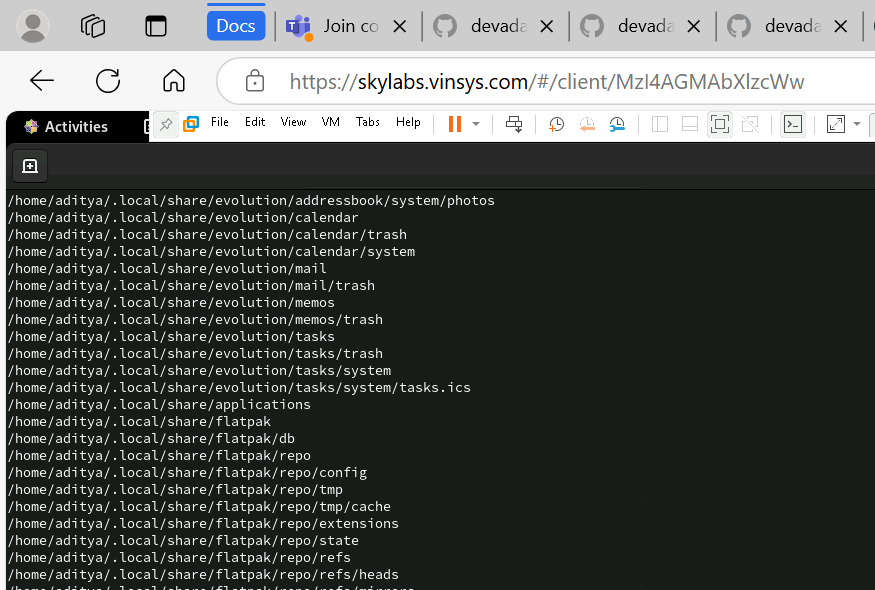 Docs
Join co
devada
devada
devada
https://skylabs.vinsys.com/#/client/MzI4AGMAbXlzcWw
Activities
File Edit View VM Tabs Help
/home/aditya/.local/share/evolution/addressbook/system/photos
/home/aditya/.local/share/evolution/calendar
/home/aditya/.local/share/evolution/calendar/trash
/home/aditya/.local/share/evolution/calendar/system
/home/aditya/.local/share/evolution/mail
/home/aditya/.local/share/evolution/mail/trash
/home/aditya/.local/share/evolution/memos
/home/aditya/.local/share/evolution/memos/trash
/home/aditya/.local/share/evolution/tasks
/home/aditya/.local/share/evolution/tasks/trash
/home/aditya/.local/share/evolution/tasks/system
/home/aditya/.local/share/evolution/tasks/system/tasks.ics
/home/aditya/.local/share/applications
/home/aditya/.local/share/flatpak
/home/aditya/.local/share/flatpak/db
/home/aditya/.local/share/flatpak/repo
/home/aditya/.local/share/flatpak/repo/config
/home/aditya/.local/share/flatpak/repo/tmp
/home/aditya/.local/share/flatpak/repo/tmp/cache
/home/aditya/.local/share/flatpak/repo/extensions
/home/aditya/.local/share/flatpak/repo/state
/home/aditya/.local/share/flatpak/repo/refs
/home/aditya/.local/share/flatpak/repo/refs/heads